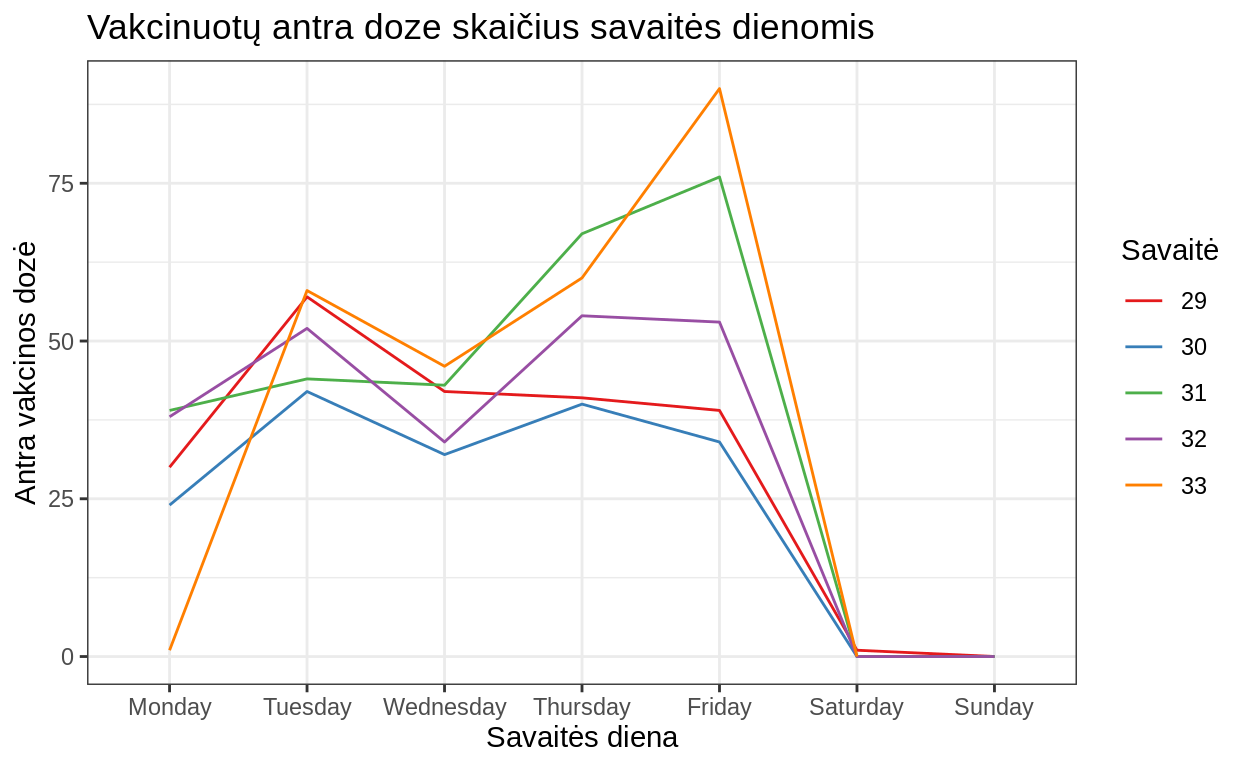 Vakcinuotų antra doze skaičius savaitės dienomis
Antra vakcinos dozė
75
50
25
0
Monday
Tuesday
Wednesday
Thursday
Friday
Saturday
Sunday
Savaitės diena
Savaitė
29
30
31
32
33